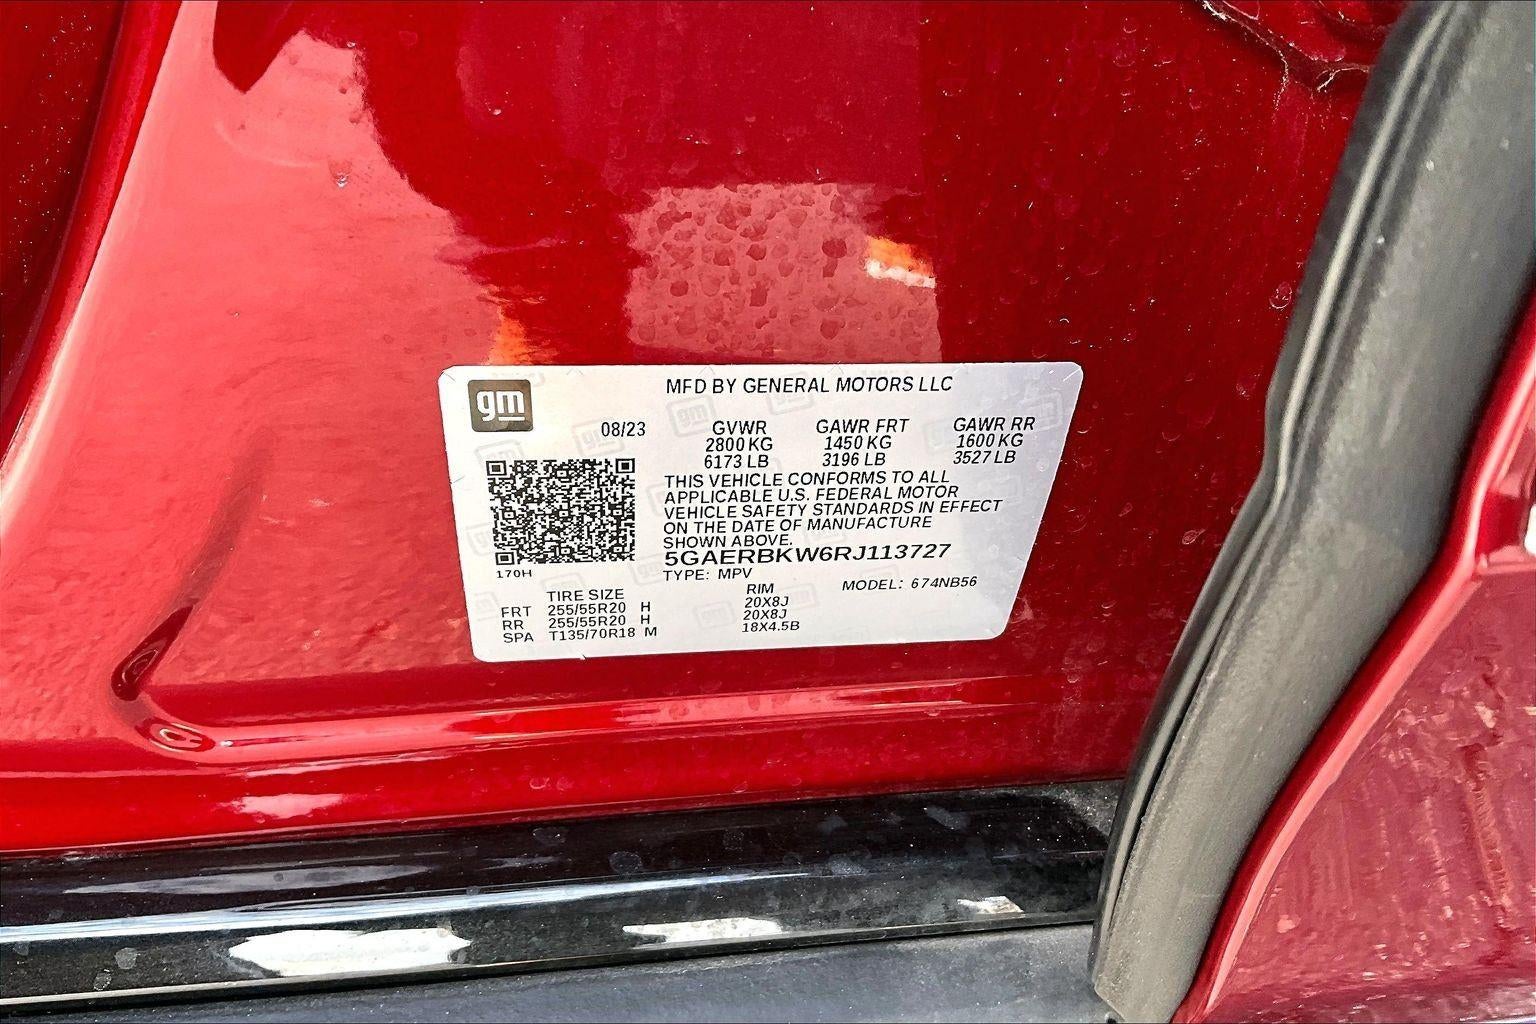 gm
MFD BY GENERAL MOTORS LLC
08/23 GVWR GAWR FRT GAWR RR
2800 KG 1450 KG 1600 KG
6173 LB 3196 LB 3527 LB
THIS VEHICLE CONFORMS TO ALL
APPLICABLE U.S. FEDERAL MOTOR
VEHICLE SAFETY STANDARDS IN EFFECT
ON THE DATE OF MANUFACTURE
SHOWN ABOVE.
5GAERBKW6RJ113727
170H
TYPE: MPV MODEL: 674NB56
TIRE SIZE RIM
FRT 255/55R20 H 20X8J
RR 255/55R20 H 20X8J
SPA T135/70R18 M 18X4.5B